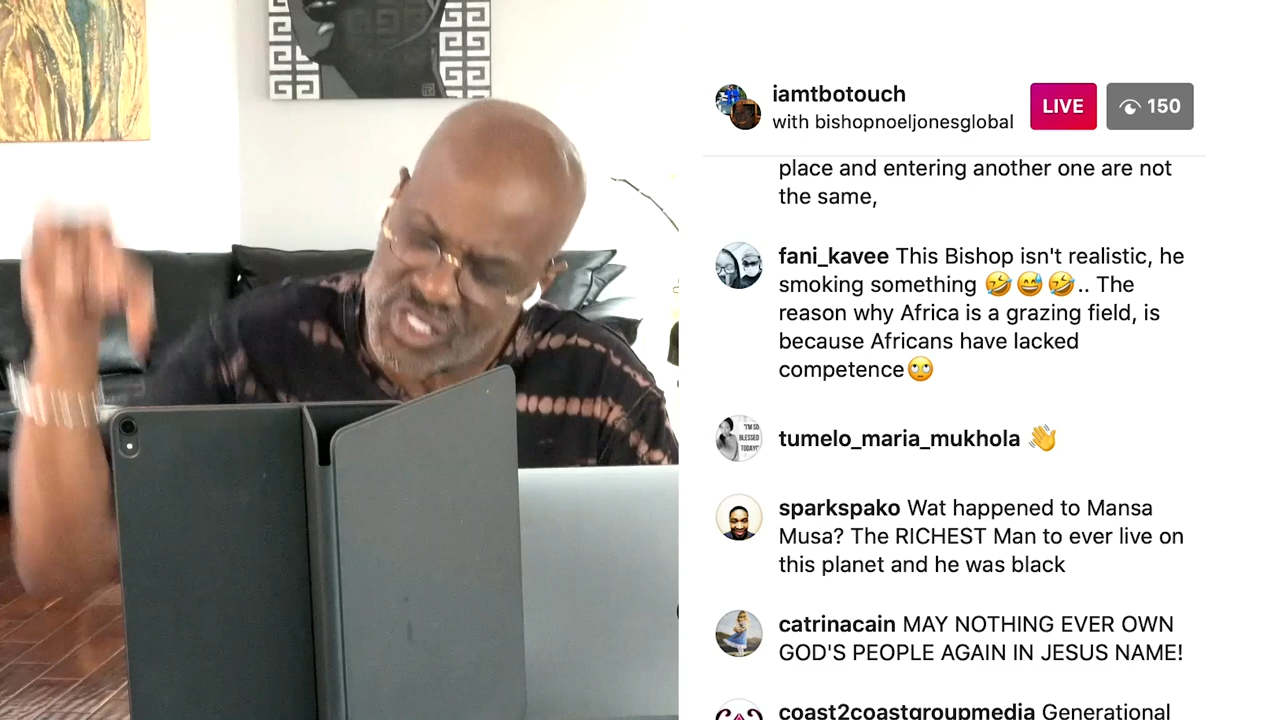 iamtbotouch
with bishopnoeljonesglobal
LIVE
150
place and entering another one are not
the same,
fani_kavee This Bishop isn't realistic, he
smoking something 🤣😅🤣.. The
reason why Africa is a grazing field, is
because Africans have lacked
competence🙄
tumelo_maria_mukhola 👋
I'M SO
BLESSED
TODAY!
sparkspako Wat happened to Mansa
Musa? The RICHEST Man to ever live on
this planet and he was black
catrinacain MAY NOTHING EVER OWN
GOD'S PEOPLE AGAIN IN JESUS NAME!
coast2coastgroupmedia Generational